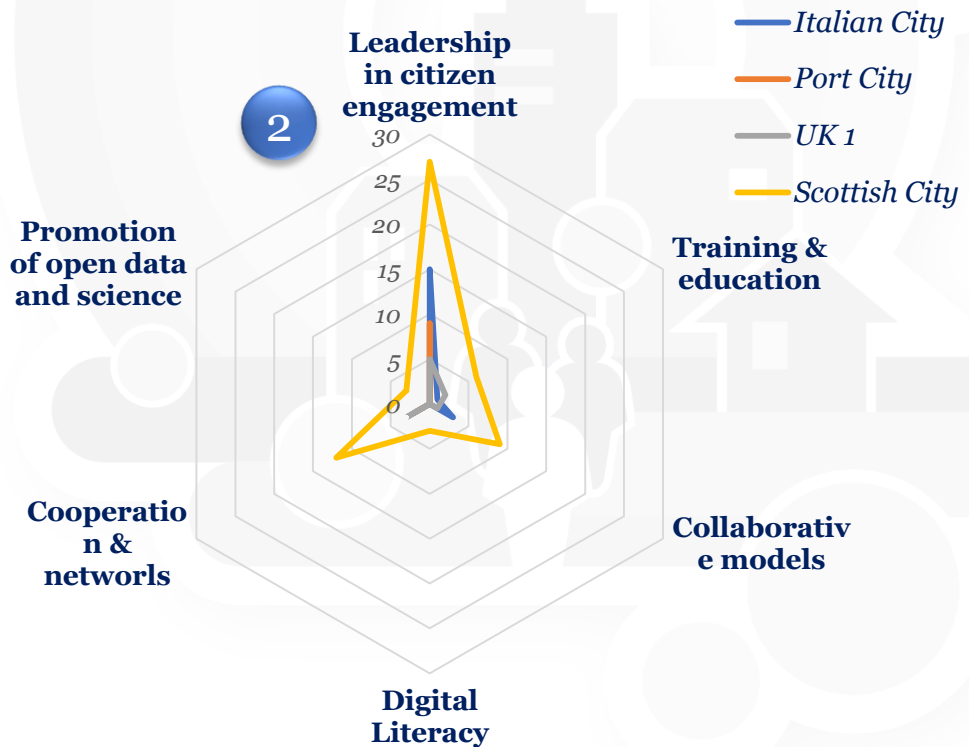 Italian City
Port City
UK 1
Scottish City
2
Leadership
in citizen
engagement
30
25
20
15
10
5
0
Training &
education
Collaborativ
e models
Digital
Literacy
Cooperatio
n &
networls
Promotion
of open data
and science